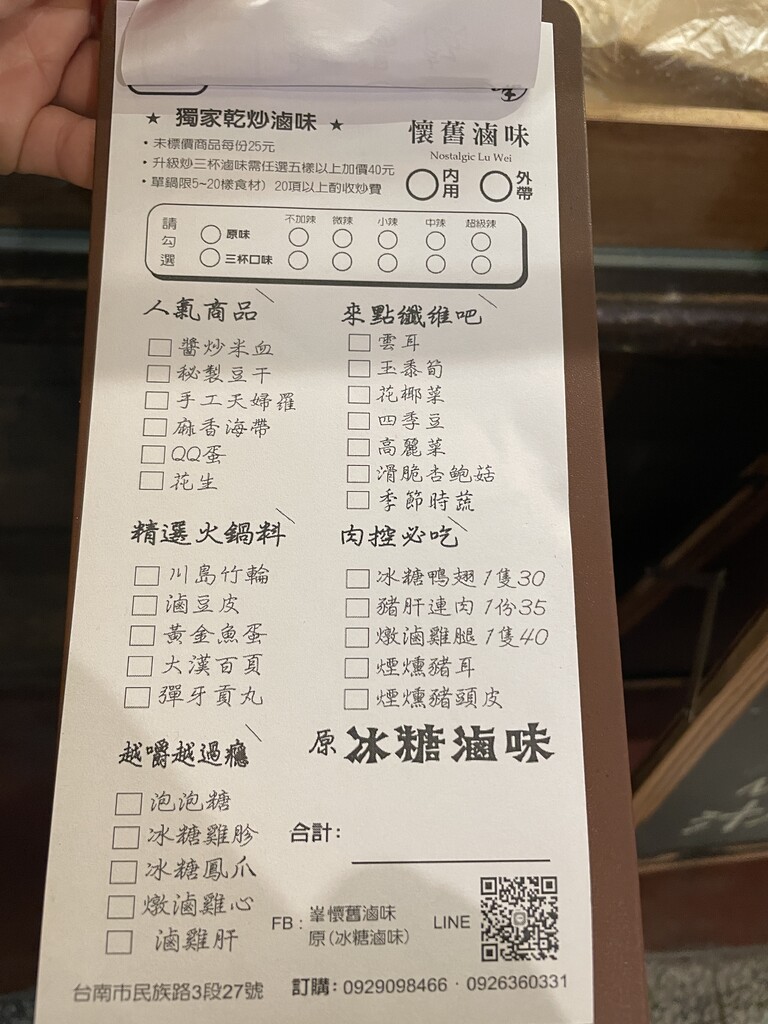 ★ 獨家乾炒滷味 ★
• 未標價商品每份25元
• 升級炒三杯滷味需任選五樣以上加價40元
• 單鍋限5~20樣食材) 20項以上酌收炒費
懷舊滷味
Nostalgic Lu Wei
內用 外帶
請勾選
不加辣 微辣 小辣 中辣 超級辣
原味
三杯口味
人氣商品
醬炒米血
秘製豆干
手工天婦羅
麻香海帶
QQ蛋
花生
來點纖維吧
雲耳
玉黍筍
花椰菜
四季豆
高麗菜
滑脆杏鮑菇
季節時蔬
精選火鍋料
川島竹輪
滷豆皮
黃金魚蛋
大漢百頁
彈牙貢丸
肉控必吃
冰糖鴨翅1隻30
豬肝連肉1份35
燉滷雞腿1隻40
煙燻豬耳
煙燻豬頭皮
越嚼越過癮
泡泡糖
冰糖雞胗
冰糖鳳爪
燉滷雞心
滷雞肝
原 冰糖滷味
合計:
FB : 峯懷舊滷味
原(冰糖滷味)
LINE
台南市民族路3段27號 訂購: 0929098466 · 0926360331